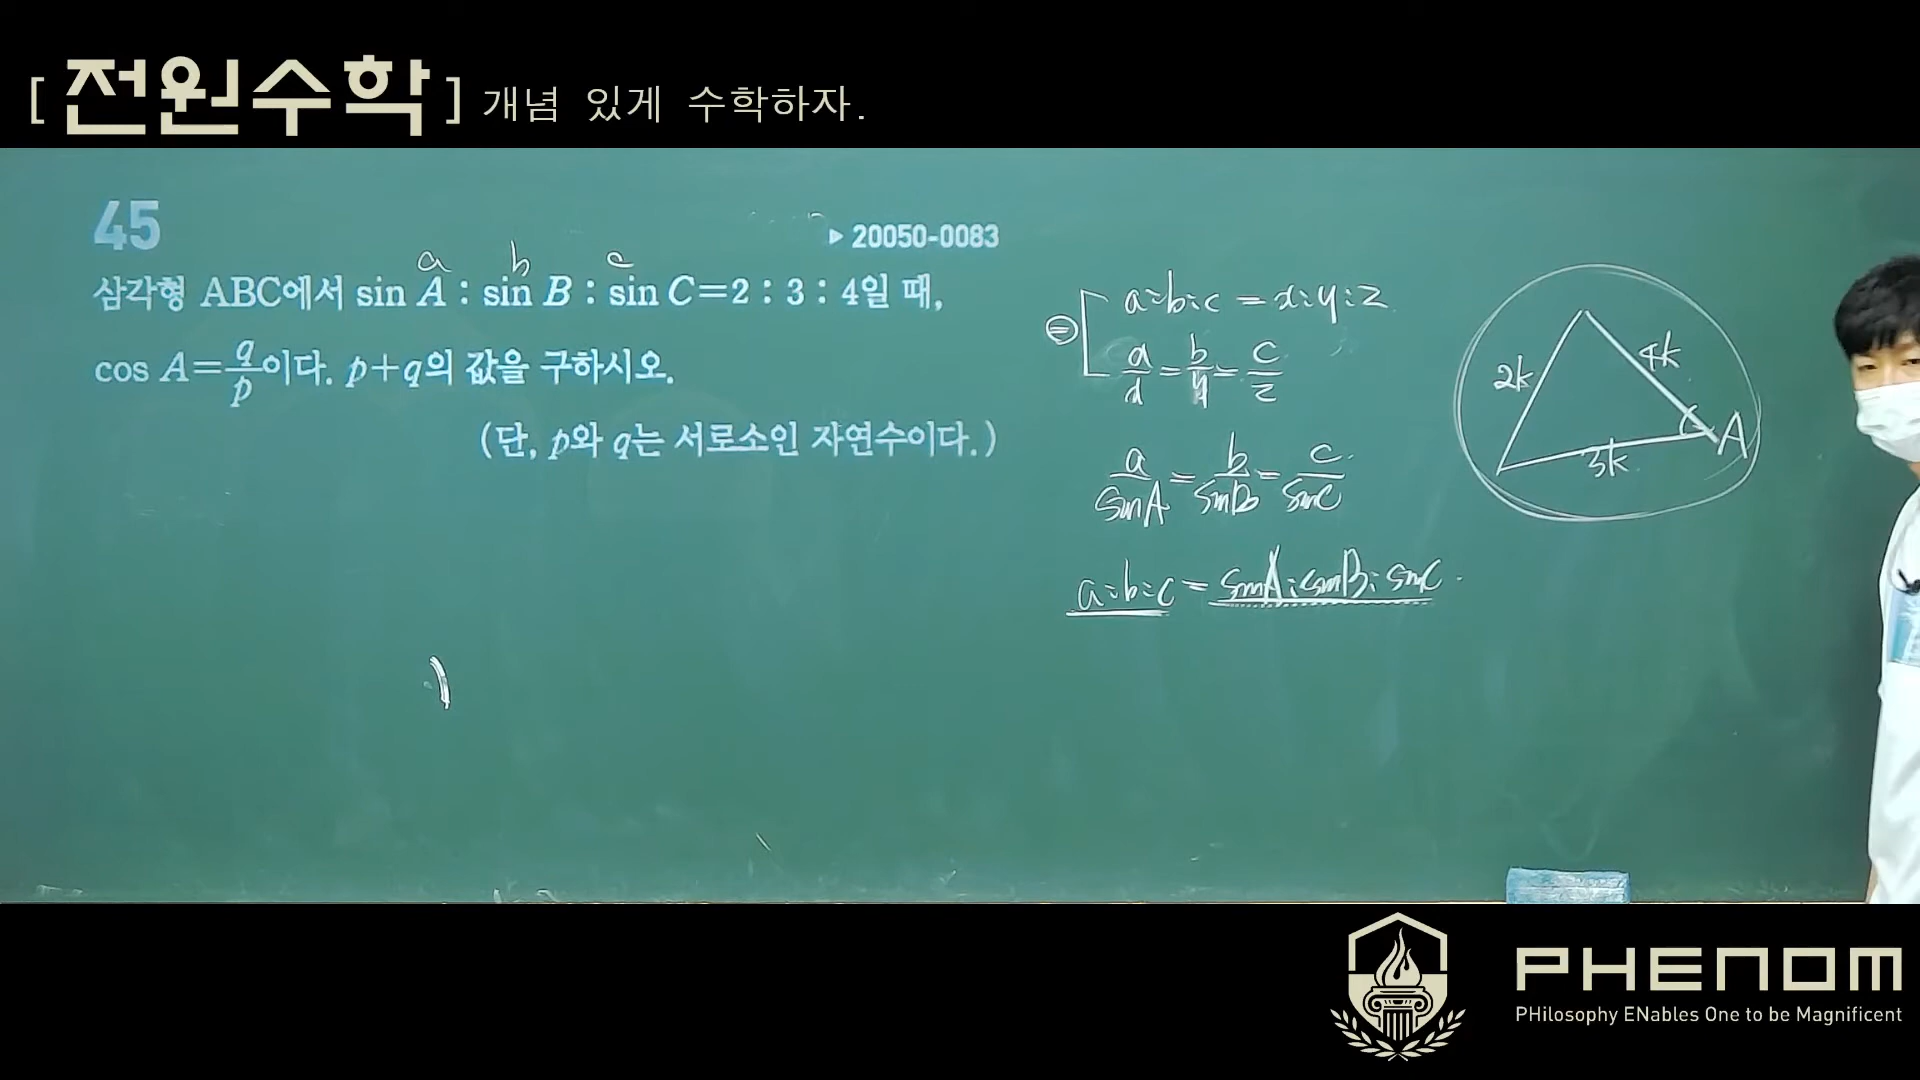 [전원수학] 개념 있게 수학하자.
45
▶ 20050-0083
a b c
삼각형 ABC에서 sin A : sin B : sin C=2 : 3 : 4일 때,
cos A=q/p이다. p+q의 값을 구하시오.
(단, p와 q는 서로소인 자연수이다.)
a:b:c = x:y:z
a/x = b/y = c/z
a/sinA = b/sinB = c/sinC
a:b:c = sinA:sinB:sinC
2k 4k
3k A
PHENOM
PHilosophy ENables One to be Magnificent